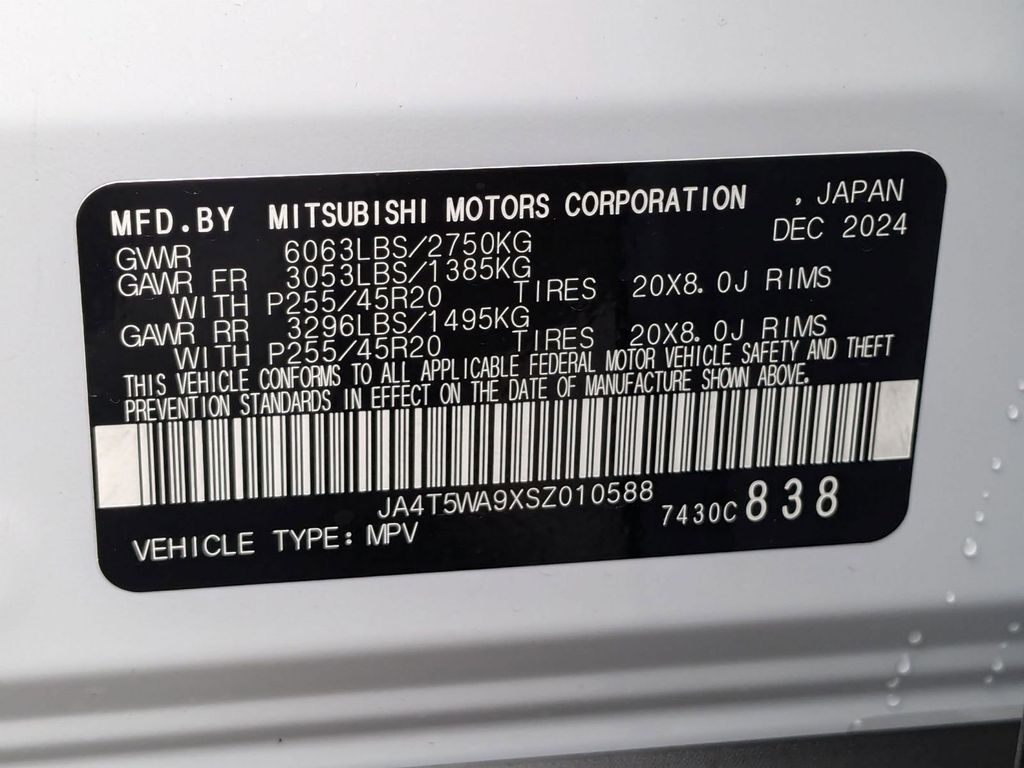 MFD.BY MITSUBISHI MOTORS CORPORATION , JAPAN
DEC 2024
GVWR 6063LBS/2750KG
GAWR FR 3053LBS/1385KG
WITH P255/45R20 TIRES 20X8.0J RIMS
GAWR RR 3296LBS/1495KG
WITH P255/45R20 TIRES 20X8.0J RIMS
THIS VEHICLE CONFORMS TO ALL APPLICABLE FEDERAL MOTOR VEHICLE SAFETY AND THEFT
PREVENTION STANDARDS IN EFFECT ON THE DATE OF MANUFACTURE SHOWN ABOVE.
JA4T5WA9XSZ010588
7430C 838
VEHICLE TYPE: MPV